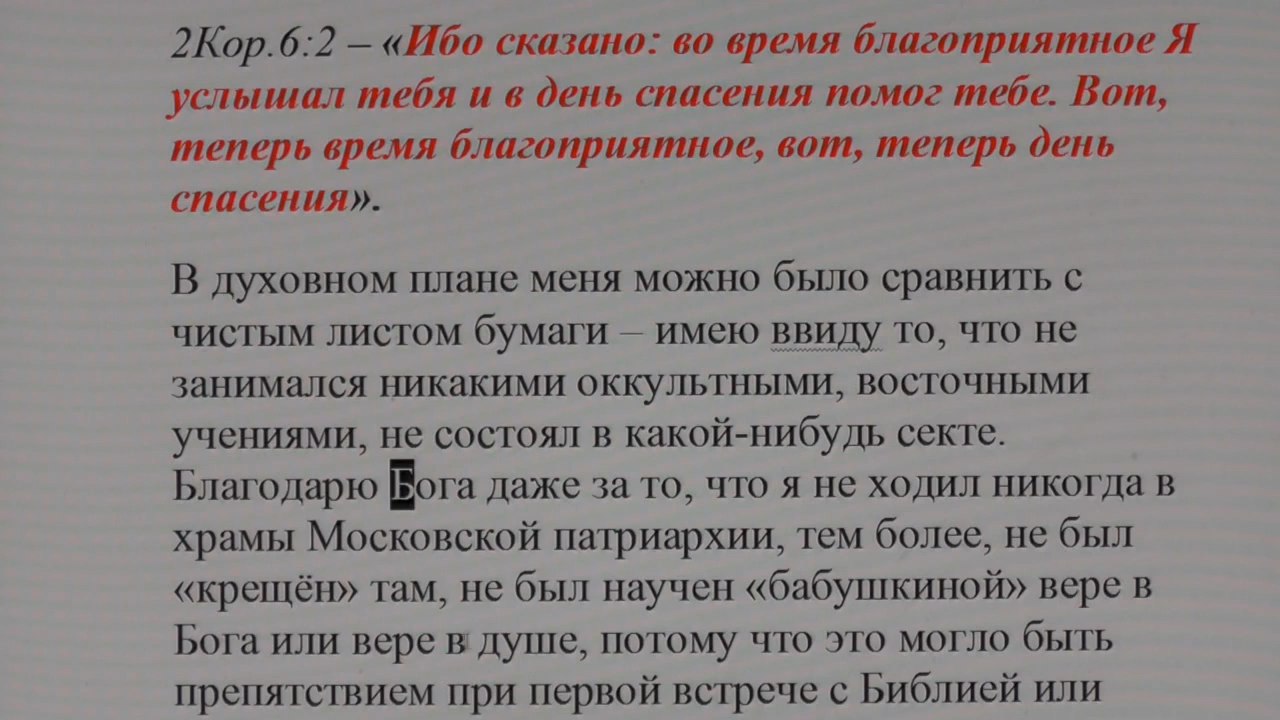 2Кор.6:2 – «Ибо сказано: во время благоприятное Я
услышал тебя и в день спасения помог тебе. Вот,
теперь время благоприятное, вот, теперь день
спасения».
В духовном плане меня можно было сравнить с
чистым листом бумаги – имею ввиду то, что не
занимался никакими оккультными, восточными
учениями, не состоял в какой-нибудь секте.
Благодарю Бога даже за то, что я не ходил никогда в
храмы Московской патриархии, тем более, не был
«крещён» там, не был научен «бабушкиной» вере в
Бога или вере в душе, потому что это могло быть
препятствием при первой встрече с Библией или